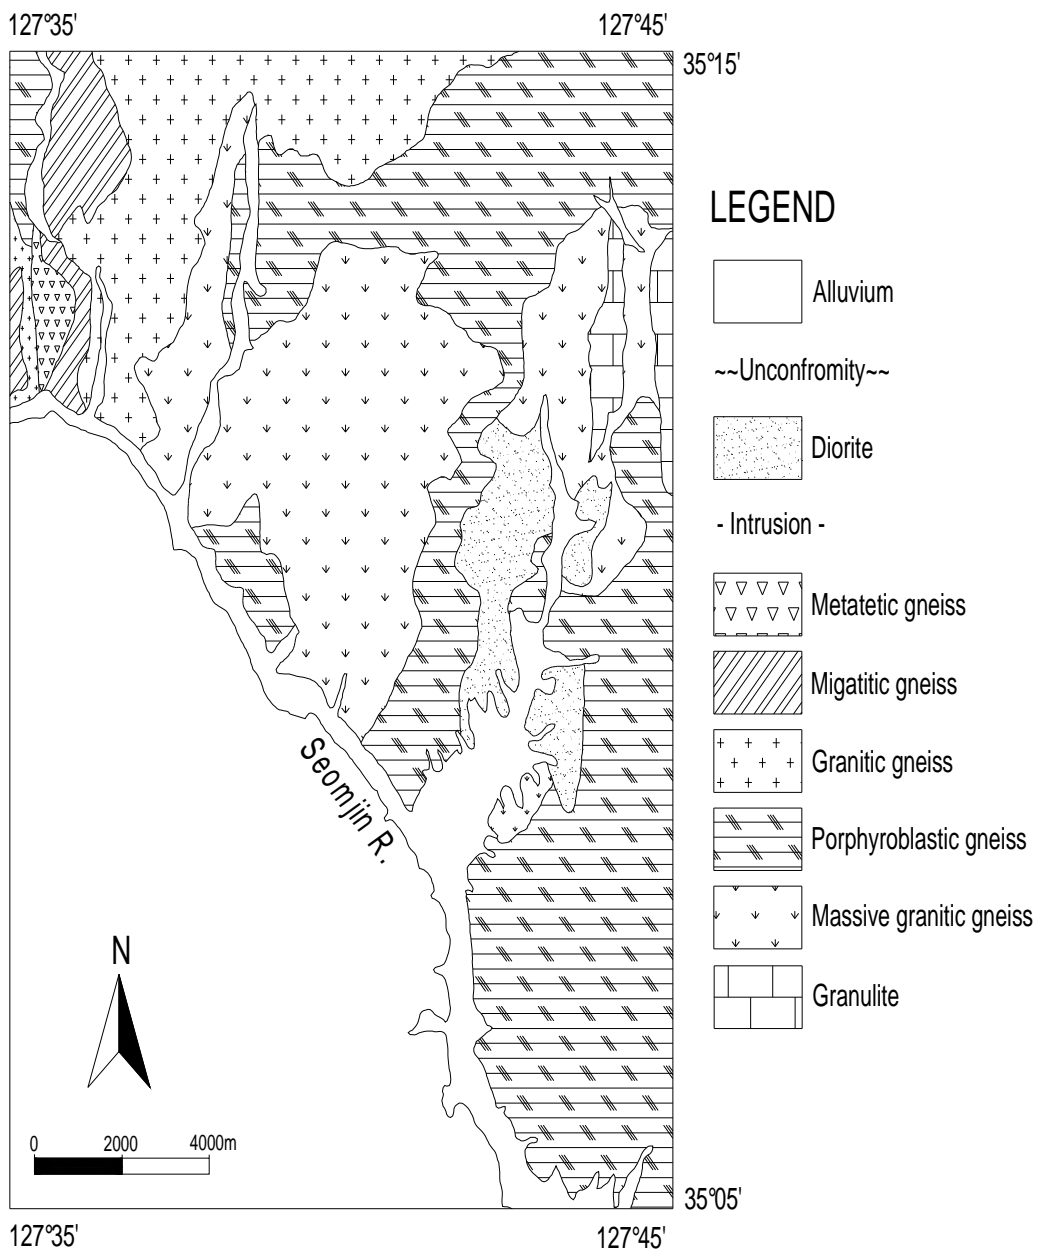 127°35'
127°45'
35°15'
LEGEND
Alluvium
~~Unconfromity~~
Diorite
- Intrusion -
Metatetic gneiss
Migatitic gneiss
Granitic gneiss
Porphyroblastic gneiss
Massive granitic gneiss
Granulite
Seomjin R.
N
0 2000 4000m
35°05'
127°35'
127°45'